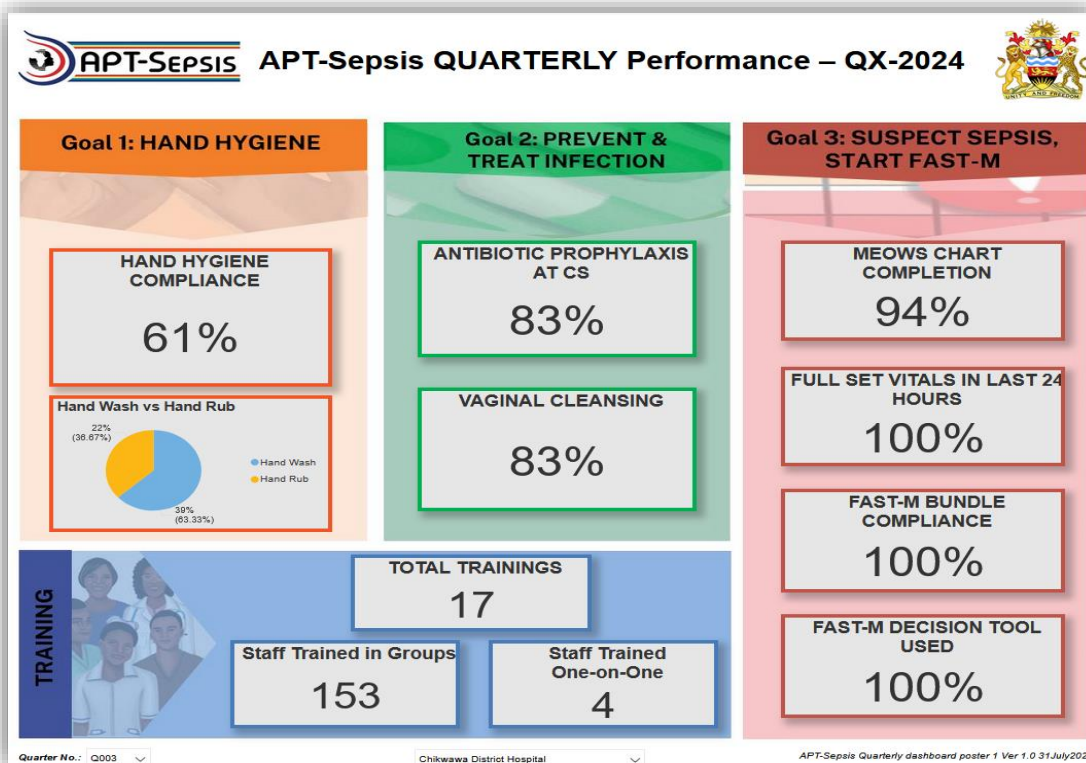 APT-SEPSIS
APT-Sepsis QUARTERLY Performance – QX-2024
UNITY AND FREEDOM
Goal 1: HAND HYGIENE
HAND HYGIENE
COMPLIANCE
61%
Hand Wash vs Hand Rub
22%
(36.67%)
Hand Wash
Hand Rub
39%
(63.33%)
Goal 2: PREVENT &
TREAT INFECTION
ANTIBIOTIC PROPHYLAXIS
AT CS
83%
VAGINAL CLEANSING
83%
Goal 3: SUSPECT SEPSIS,
START FAST-M
MEOWS CHART
COMPLETION
94%
FULL SET VITALS IN LAST 24
HOURS
100%
FAST-M BUNDLE
COMPLIANCE
100%
FAST-M DECISION TOOL
USED
100%
TRAINING
TOTAL TRAININGS
17
Staff Trained in Groups
153
Staff Trained
One-on-One
4
Quarter No.: Q003
Chikwawa District Hospital
APT-Sepsis Quarterly dashboard poster 1 Ver 1.0 31July202